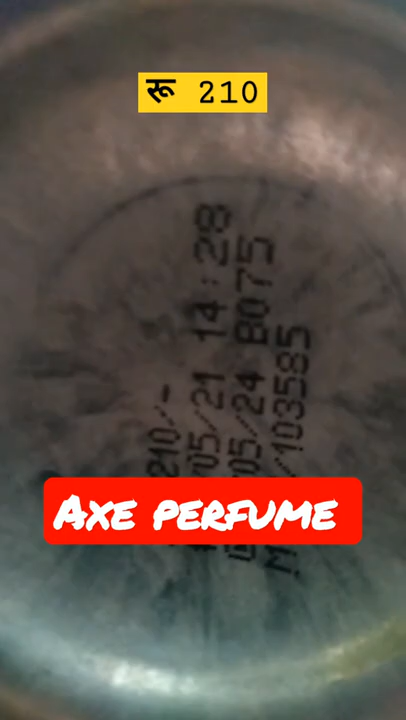 रू 210
210/-
05/21 14:28
05/24 B075
/103585
AXE PERFUME